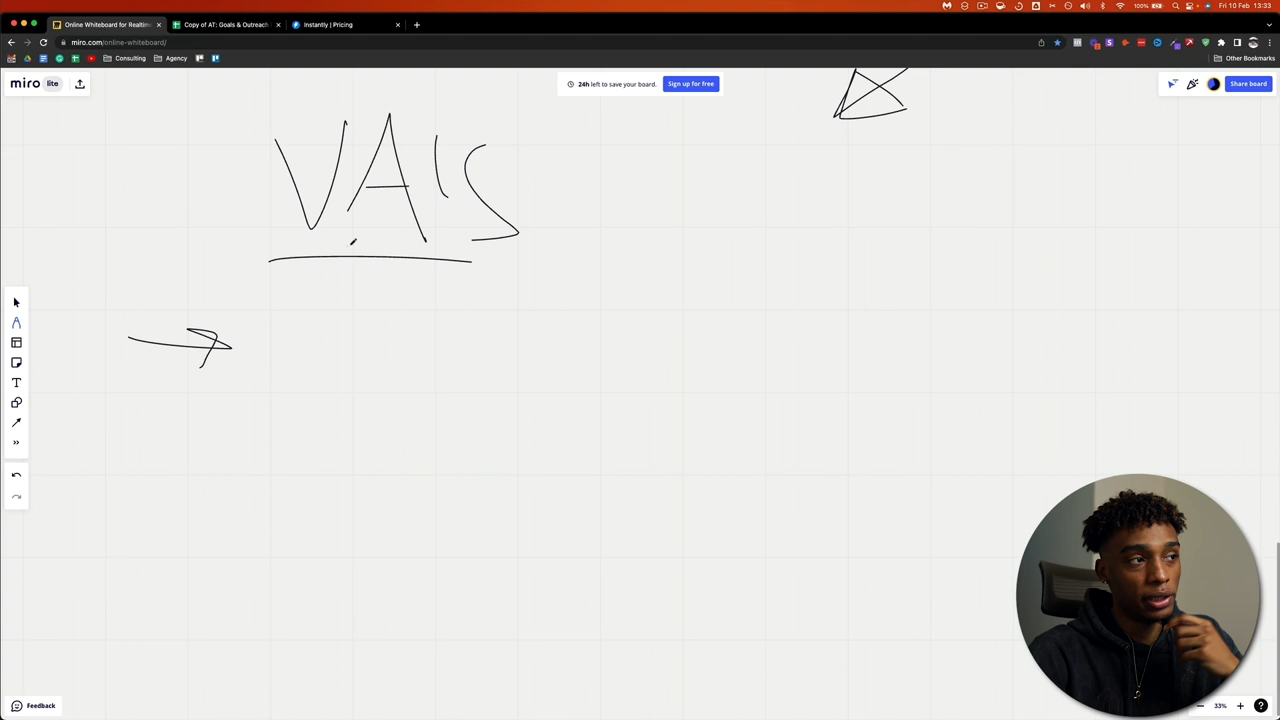 Fri 10 Feb 13:33
100%
Online Whiteboard for Realtim
Copy of AT: Goals & Outreach
Instantly | Pricing
miro.com/online-whiteboard/
Consulting
Agency
Other Bookmarks
miro lite
24h left to save your board.
Sign up for free
Share board
VA'S
T
Feedback
33%